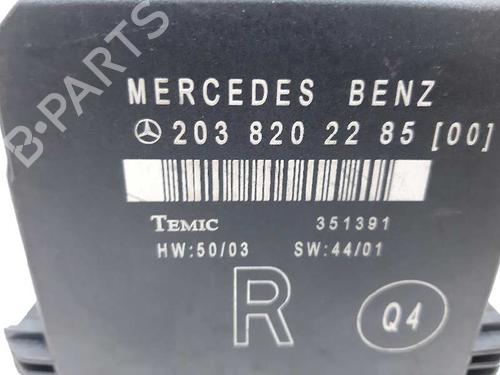 MERCEDES BENZ
203 820 22 85 [00]
TEMIC 351391
HW:50/03 SW:44/01
R Q4
B-PARTS